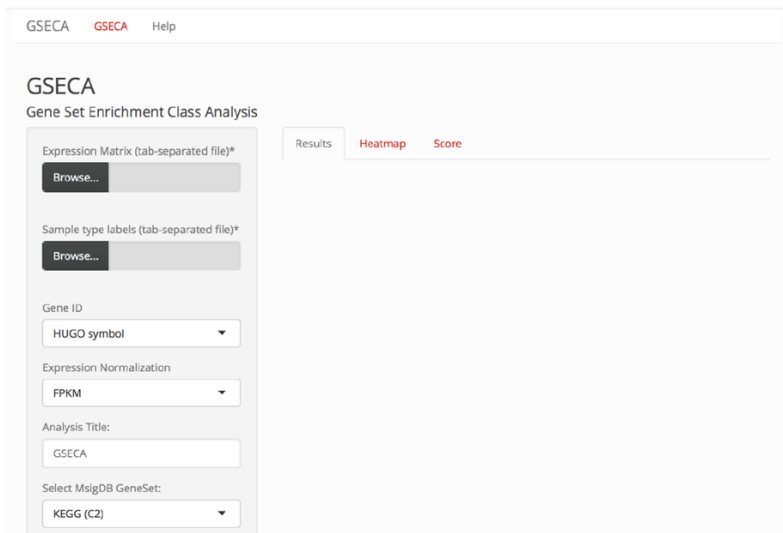 GSECA GSECA Help
GSECA
Gene Set Enrichment Class Analysis
Expression Matrix (tab-separated file)*
Browse...
Sample type labels (tab-separated file)*
Browse...
Gene ID
HUGO symbol
Expression Normalization
FPKM
Analysis Title:
GSECA
Select MsigDB GeneSet:
KEGG (C2)
Results Heatmap Score